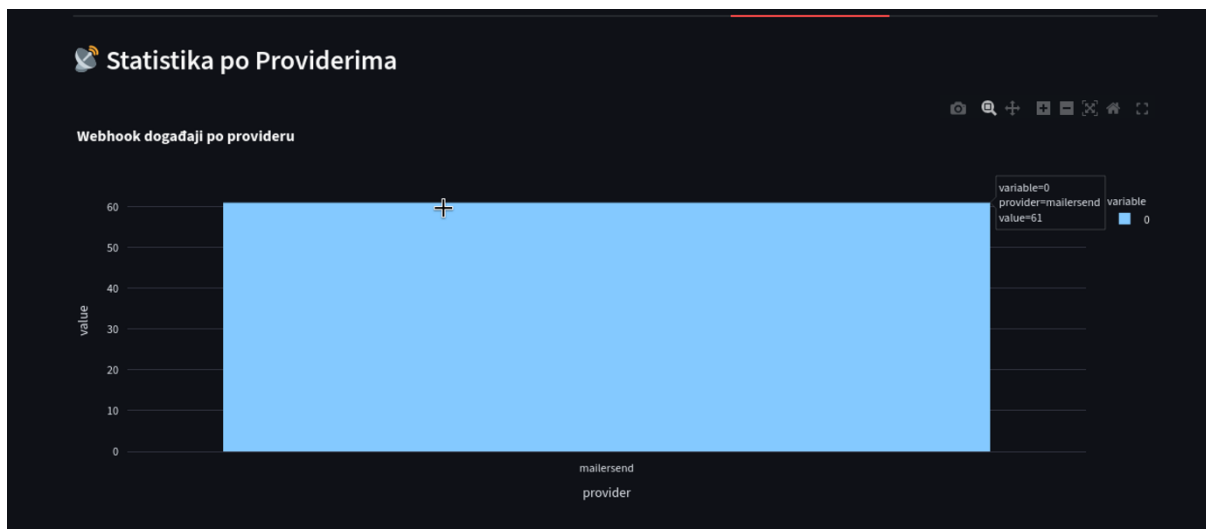 Statistika po Providerima
Webhook događaji po provideru
variable=0
provider=mailersend
value=61
variable
0
value
60
50
40
30
20
10
0
mailersend
provider